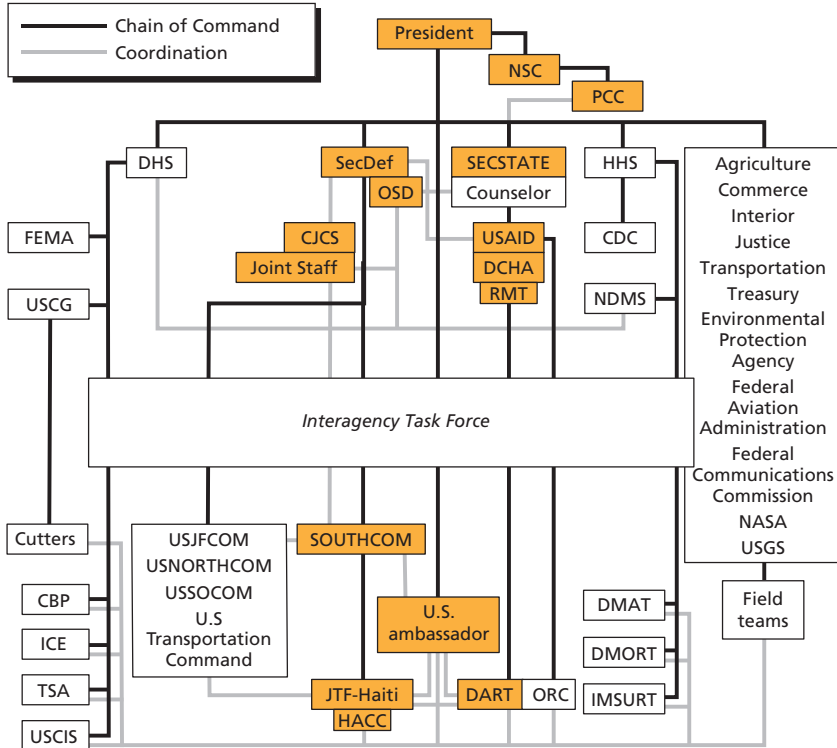 Chain of Command
Coordination
President
NSC
PCC
DHS
SecDef
OSD
SECSTATE
Counselor
HHS
FEMA
CJCS
Joint Staff
USAID
DCHA
RMT
CDC
USCG
NDMS
Agriculture
Commerce
Interior
Justice
Transportation
Treasury
Environmental
Protection
Agency
Federal
Aviation
Administration
Federal
Communications
Commission
NASA
USGS
Interagency Task Force
Cutters
USJFCOM
USNORTHCOM
USSOCOM
U.S
Transportation
Command
SOUTHCOM
CBP
ICE
TSA
USCIS
U.S.
ambassador
DMAT
DMORT
IMSURT
Field
teams
JTF-Haiti
HACC
DART
ORC